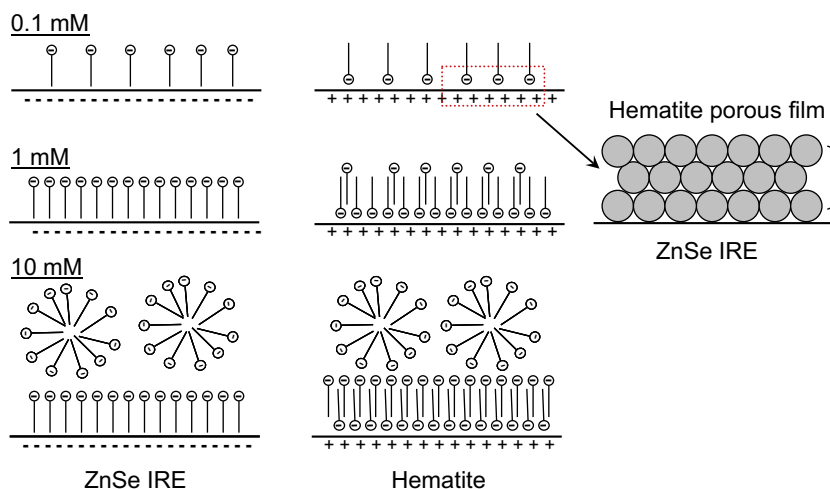 0.1 mM
Hematite porous film
1 mM
ZnSe IRE
10 mM
ZnSe IRE
Hematite